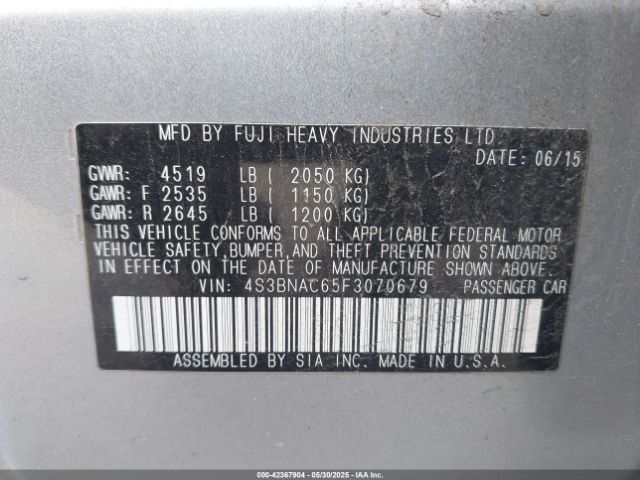 MFD BY FUJI HEAVY INDUSTRIES LTD
DATE: 06/15
GVWR: 4519 LB ( 2050 KG)
GAWR: F 2535 LB ( 1150 KG)
GAWR: R 2645 LB ( 1200 KG)
THIS VEHICLE CONFORMS TO ALL APPLICABLE FEDERAL MOTOR
VEHICLE SAFETY, BUMPER, AND THEFT PREVENTION STANDARDS
IN EFFECT ON THE DATE OF MANUFACTURE SHOWN ABOVE.
VIN: 4S3BNAC65F3070679 PASSENGER CAR
ASSEMBLED BY SIA INC. MADE IN U.S.A.
000-42367904 - 05/30/2025 - IAA Holdings, LLC